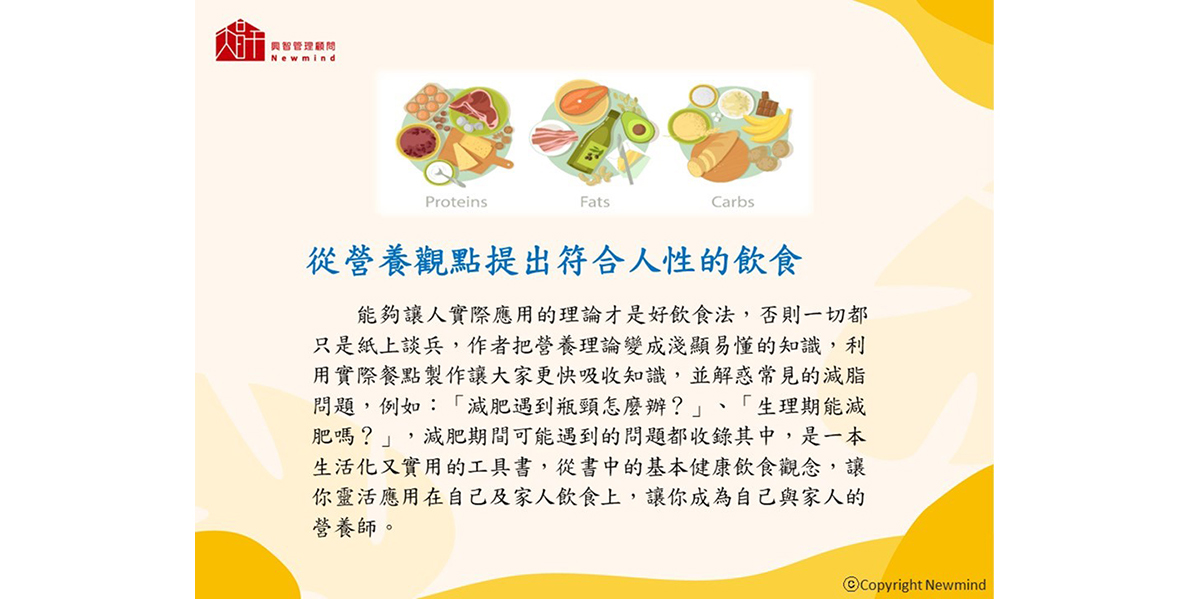 興智管理顧問
Newmind
Proteins
Fats
Carbs
從營養觀點提出符合人性的飲食
能夠讓人實際應用的理論才是好飲食法，否則一切都
只是紙上談兵，作者把營養理論變成淺顯易懂的知識，利
用實際餐點製作讓大家更快吸收知識，並解惑常見的減脂
問題，例如：「減肥遇到瓶頸怎麼辦？」、「生理期能減
肥嗎？」，減肥期間可能遇到的問題都收錄其中，是一本
生活化又實用的工具書，從書中的基本健康飲食觀念，讓
你靈活應用在自己及家人飲食上，讓你成為自己與家人的
營養師。
ⒸCopyright Newmind